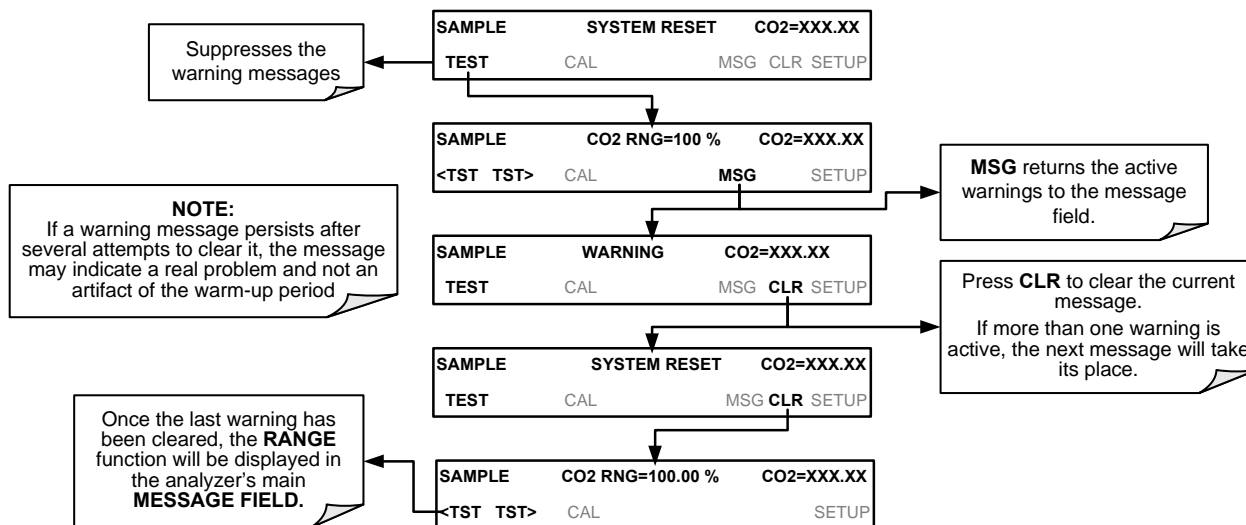 SAMPLE SYSTEM RESET CO2=XXX.XX
TEST CAL MSG CLR SETUP
Suppresses the
warning messages
SAMPLE CO2 RNG=100 % CO2=XXX.XX
<TST TST> CAL MSG SETUP
MSG returns the active
warnings to the message
field.
NOTE:
If a warning message persists after
several attempts to clear it, the message
may indicate a real problem and not an
artifact of the warm-up period
SAMPLE WARNING CO2=XXX.XX
TEST CAL MSG CLR SETUP
Press CLR to clear the current
message.
If more than one warning is
active, the next message will take
its place.
SAMPLE SYSTEM RESET CO2=XXX.XX
TEST CAL MSG CLR SETUP
Once the last warning has
been cleared, the RANGE
function will be displayed in
the analyzer's main
MESSAGE FIELD.
SAMPLE CO2 RNG=100.00 % CO2=XXX.XX
<TST TST> CAL SETUP